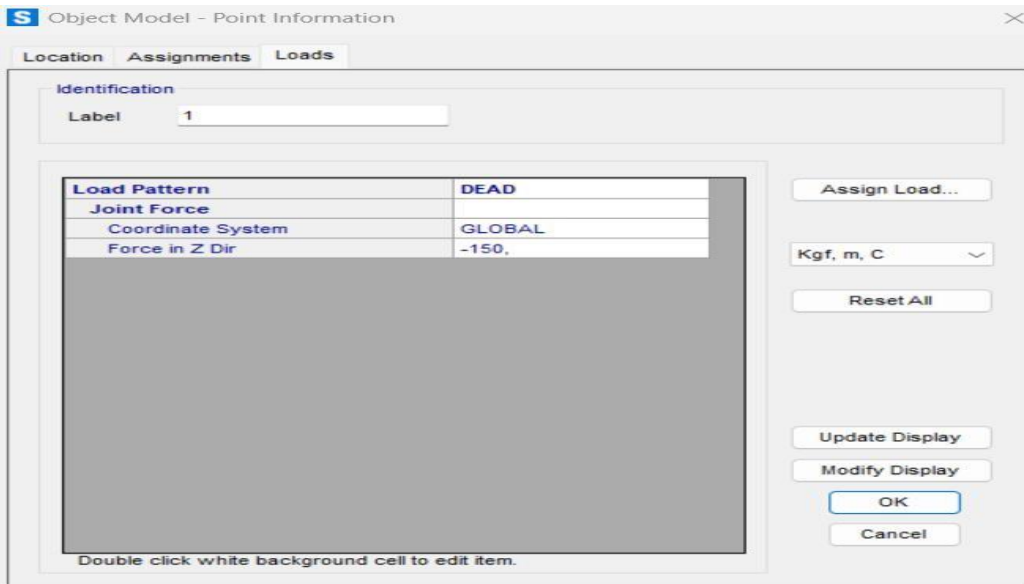 S Object Model - Point Information
Location Assignments Loads
Identification
Label 1
Load Pattern DEAD
Joint Force
Coordinate System GLOBAL
Force in Z Dir -150,
Assign Load...
Kgf, m, C
Reset All
Update Display
Modify Display
OK
Cancel
Double click white background cell to edit item.